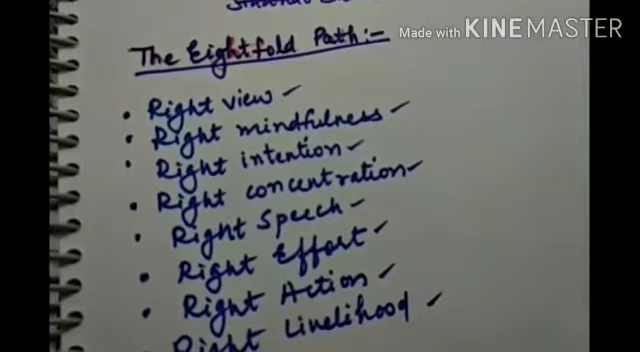 Made with KINEMASTER
The Eightfold Path:-
• Right view -
• Right mindfulness -
• Right intention -
• Right concentration -
• Right Speech -
• Right Effort -
• Right Action -
Right Livelihood -